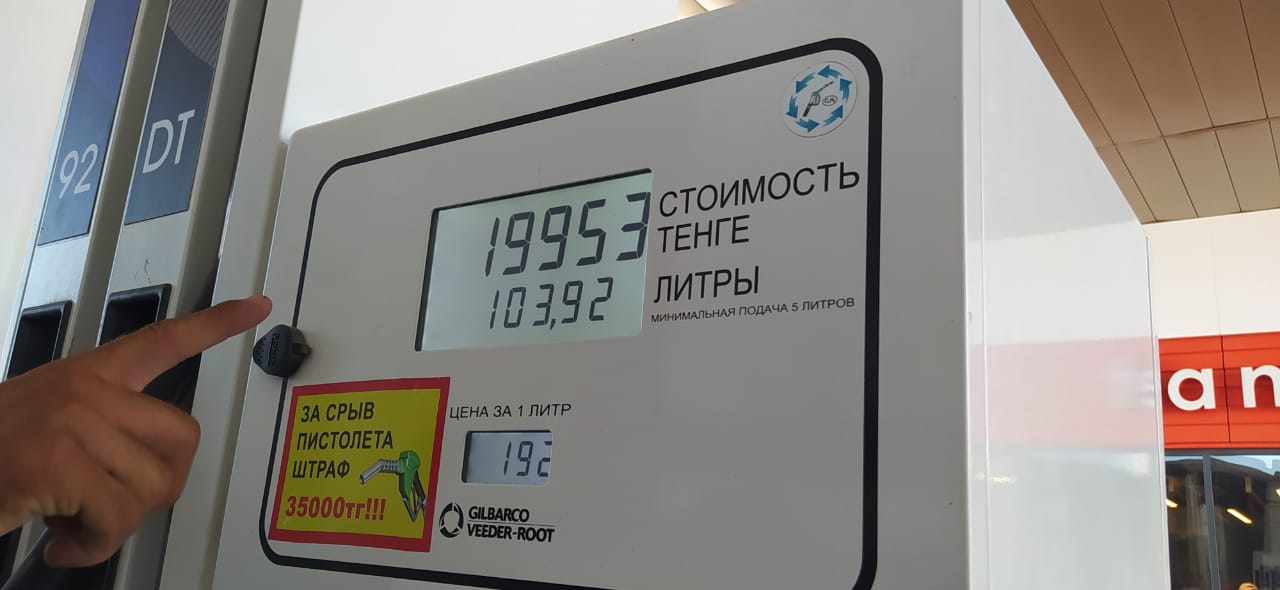 92
DT
19953
СТОИМОСТЬ
ТЕНГЕ
103,92
ЛИТРЫ
МИНИМАЛЬНАЯ ПОДАЧА 5 ЛИТРОВ
ЗА СРЫВ
ПИСТОЛЕТА
ШТРАФ
35000тг!!!
ЦЕНА ЗА 1 ЛИТР
192
GILBARCO
VEEDER-ROOT
an